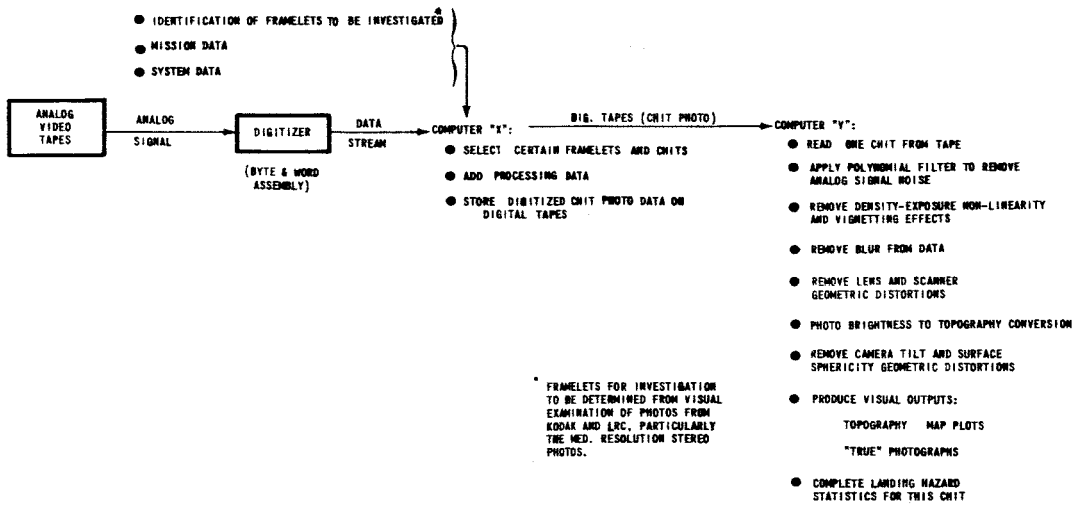 ● IDENTIFICATION OF FRAMELETS TO BE INVESTIGATED*
● MISSION DATA
● SYSTEM DATA
ANALOG
VIDEO
TAPES
ANALOG
SIGNAL
DIGITIZER
(BYTE & WORD
ASSEMBLY)
DATA
STREAM
COMPUTER "X":
● SELECT CERTAIN FRAMELETS AND CHITS
● ADD PROCESSING DATA
● STORE DIGITIZED CHIT PHOTO DATA ON
DIGITAL TAPES
DIG. TAPES (CHIT PHOTO)
COMPUTER "Y":
● READ ONE CHIT FROM TAPE
● APPLY POLYNOMIAL FILTER TO REMOVE
ANALOG SIGNAL NOISE
● REMOVE DENSITY-EXPOSURE NON-LINEARITY
AND VIGNETTING EFFECTS
● REMOVE BLUR FROM DATA
● REMOVE LENS AND SCANNER
GEOMETRIC DISTORTIONS
● PHOTO BRIGHTNESS TO TOPOGRAPHY CONVERSION
● REMOVE CAMERA TILT AND SURFACE
SPHERICITY GEOMETRIC DISTORTIONS
● PRODUCE VISUAL OUTPUTS:
TOPOGRAPHY MAP PLOTS
"TRUE" PHOTOGRAPHS
● COMPLETE LANDING HAZARD
STATISTICS FOR THIS CHIT
* FRAMELETS FOR INVESTIGATION
TO BE DETERMINED FROM VISUAL
EXAMINATION OF PHOTOS FROM
KODAK AND LRC, PARTICULARLY
THE MED. RESOLUTION STEREO
PHOTOS.